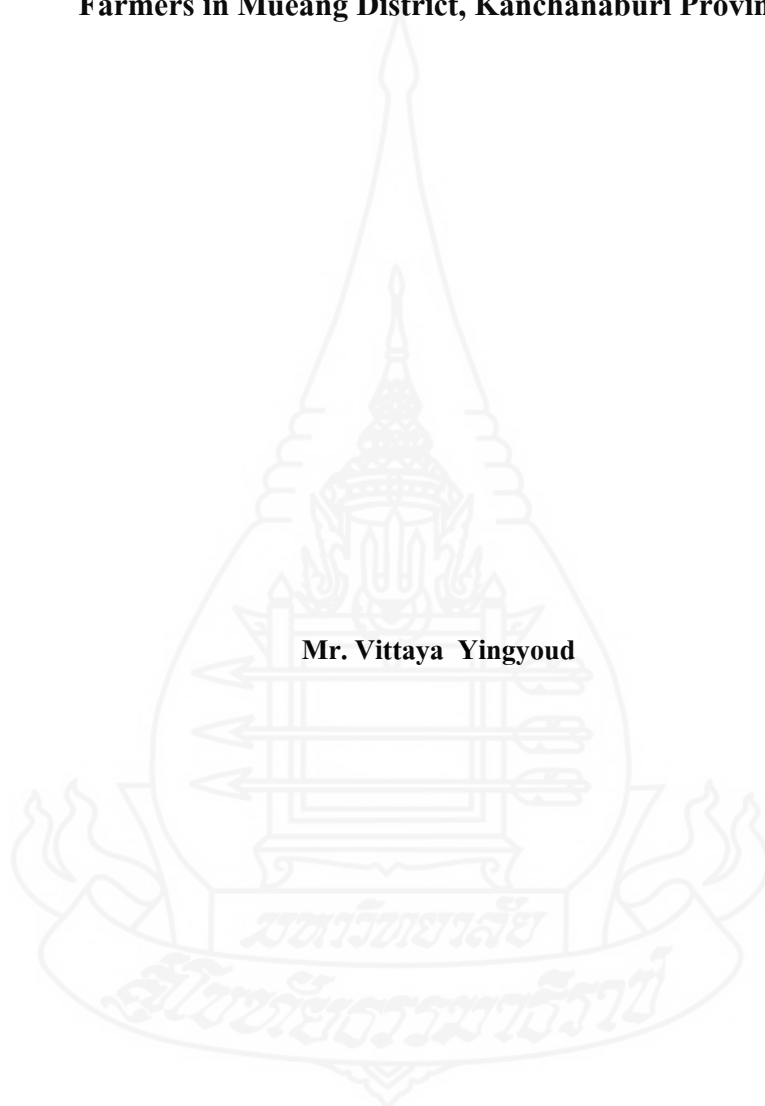 Farmers in Mueang District, Kanchanaburi Provin
Mr. Vittaya Yingyoud
มหาวิทยาลัย
สุโขทัยธรรมาธิราช